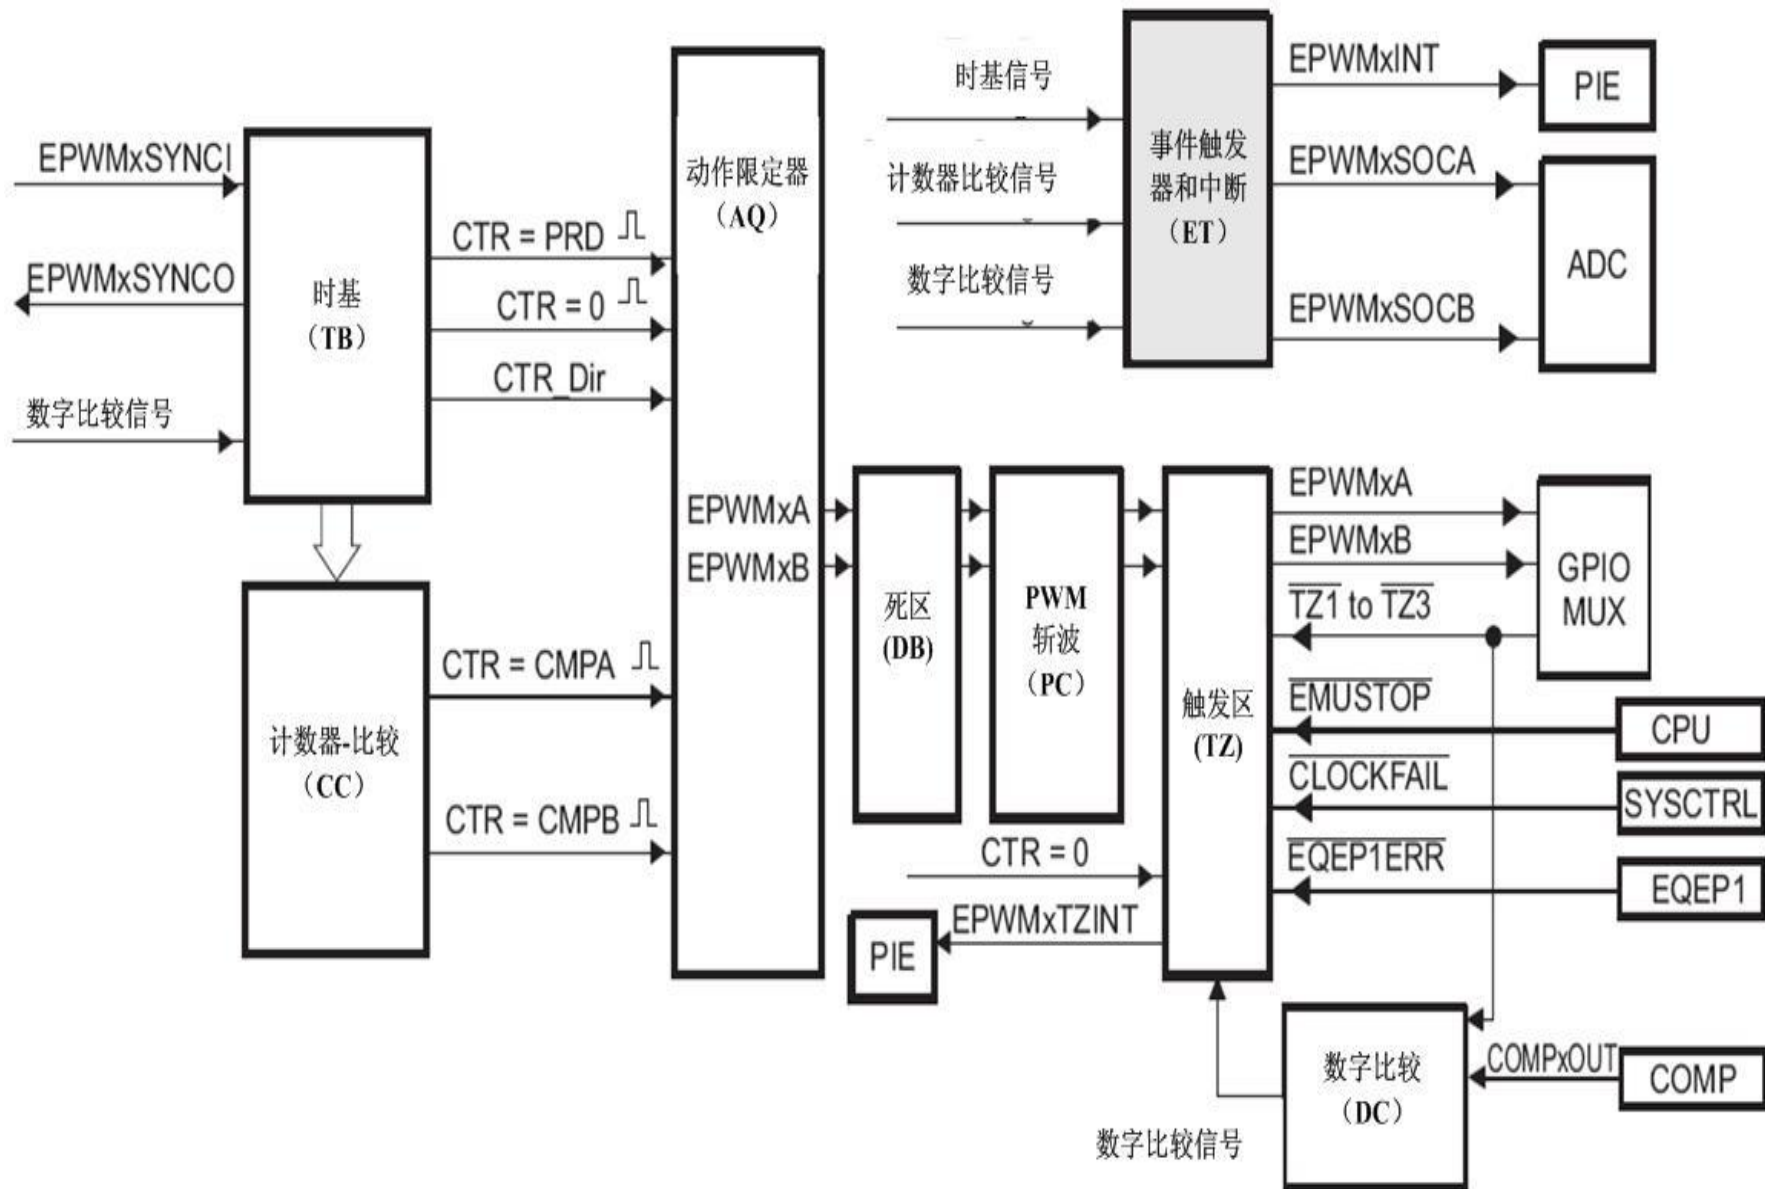 EPWMxSYNCI
EPWMxSYNCO
数字比较信号
时基
（TB）
计数器-比较
（CC）
CTR = PRD
CTR = 0
CTR_Dir
CTR = CMPA
CTR = CMPB
动作限定器
（AQ）
EPWMxA
EPWMxB
时基信号
计数器比较信号
数字比较信号
事件触发
器和中断
（ET）
EPWMxINT
EPWMxSOCA
EPWMxSOCB
PIE
ADC
死区
(DB)
PWM
斩波
（PC）
触发区
(TZ)
EPWMxA
EPWMxB
TZ1 to TZ3
EMUSTOP
CLOCKFAIL
EQEP1ERR
GPIO
MUX
CPU
SYSCTRL
EQEP1
CTR = 0
EPWMxTZINT
PIE
数字比较
（DC）
COMPxOUT
COMP
数字比较信号